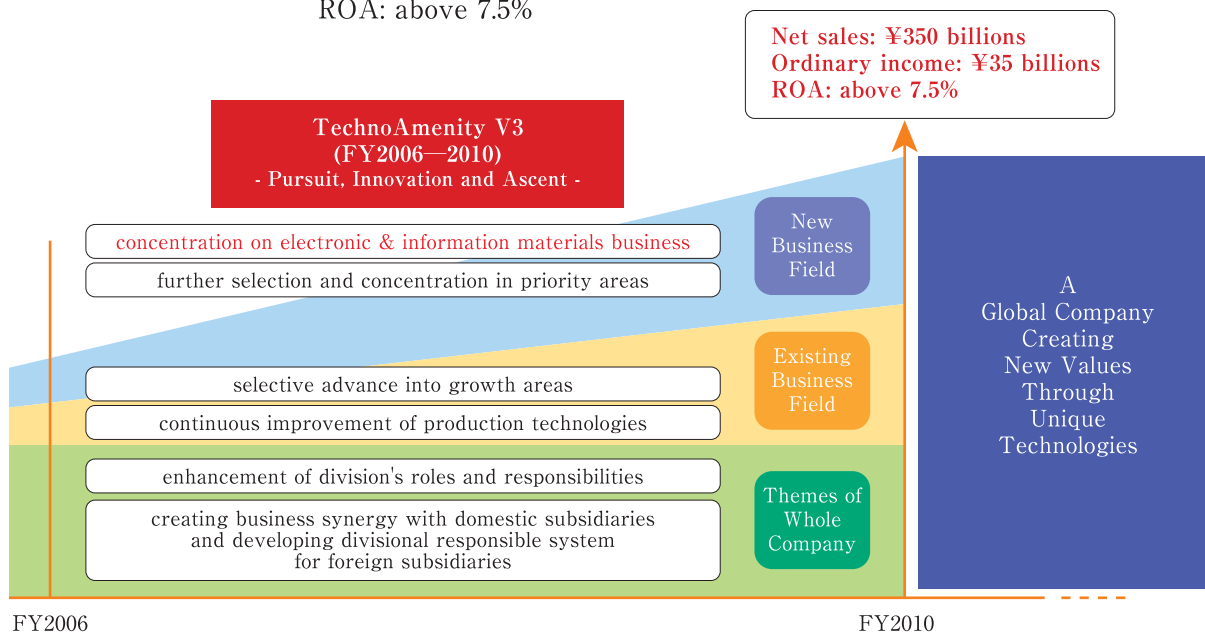 ROA: above 7.5%
Net sales: ¥350 billions
Ordinary income: ¥35 billions
ROA: above 7.5%
TechnoAmenity V3
(FY2006—2010)
- Pursuit, Innovation and Ascent -
concentration on electronic & information materials business
further selection and concentration in priority areas
New
Business
Field
selective advance into growth areas
continuous improvement of production technologies
Existing
Business
Field
enhancement of division's roles and responsibilities
creating business synergy with domestic subsidiaries
and developing divisional responsible system
for foreign subsidiaries
Themes of
Whole
Company
A
Global Company
Creating
New Values
Through
Unique
Technologies
FY2006
FY2010